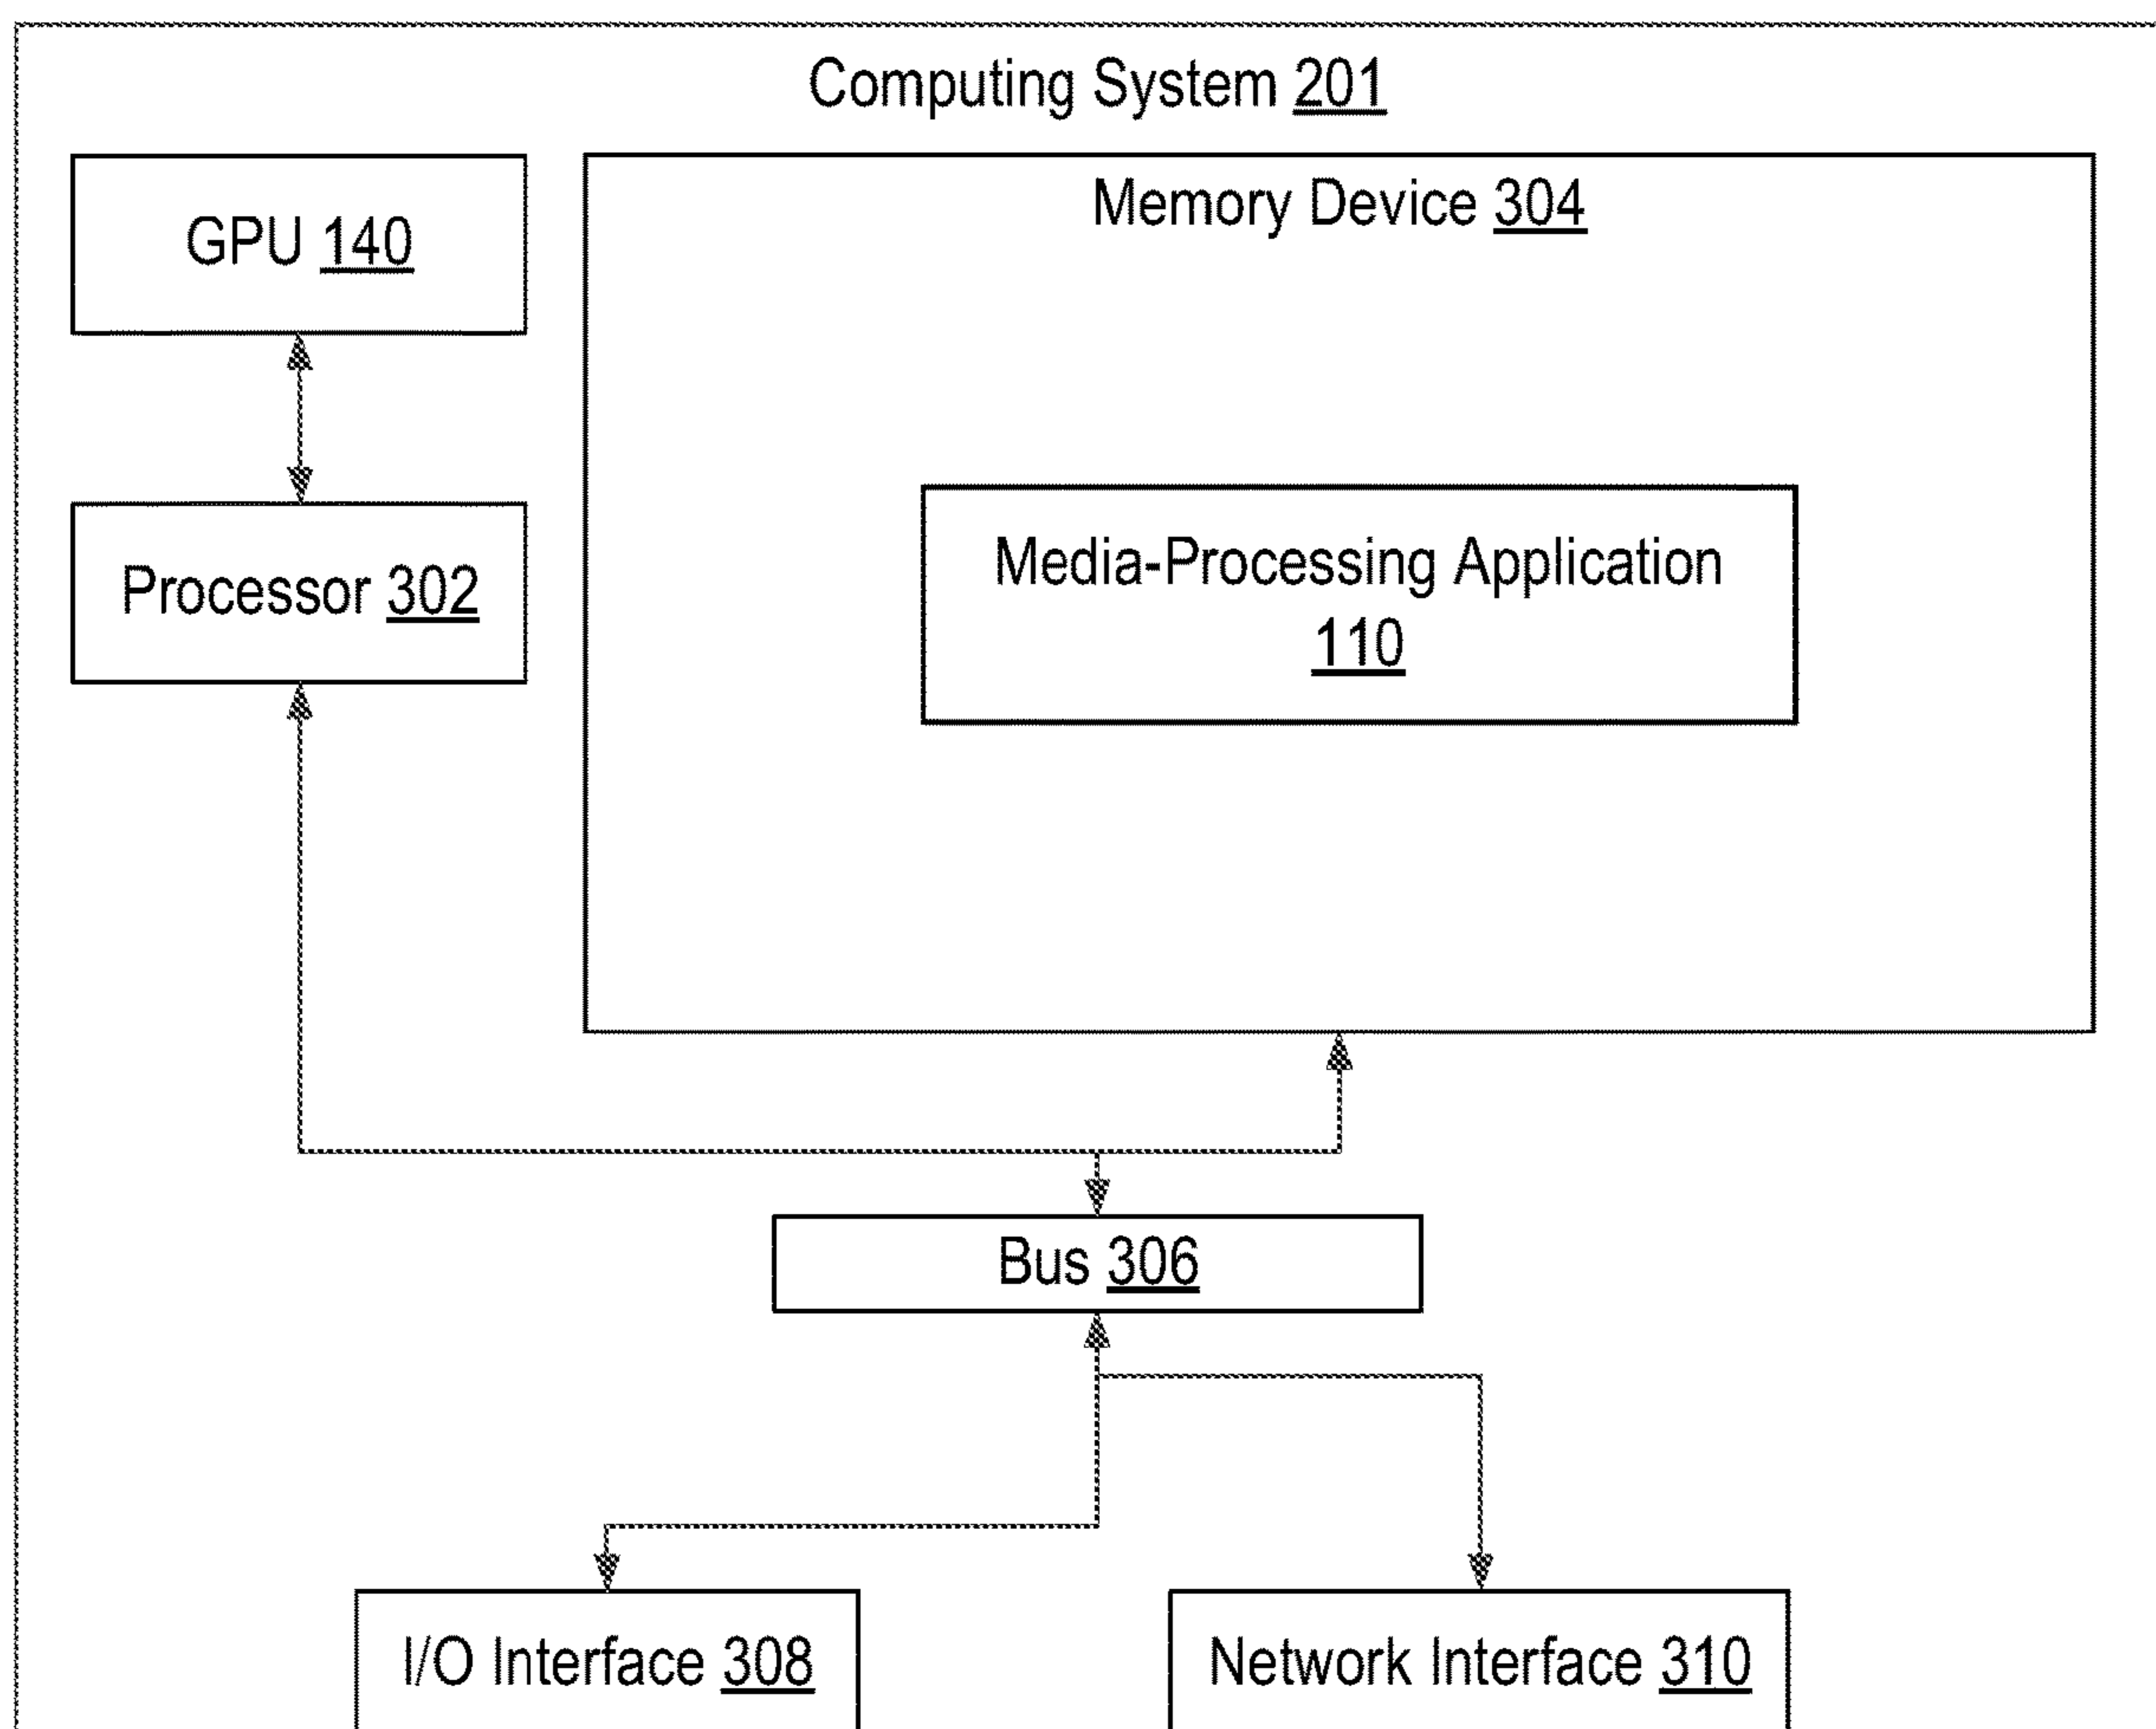 Computing System 201
GPU 140
Memory Device 304
Processor 302
Media-Processing Application
110
Bus 306
I/O Interface 308
Network Interface 310